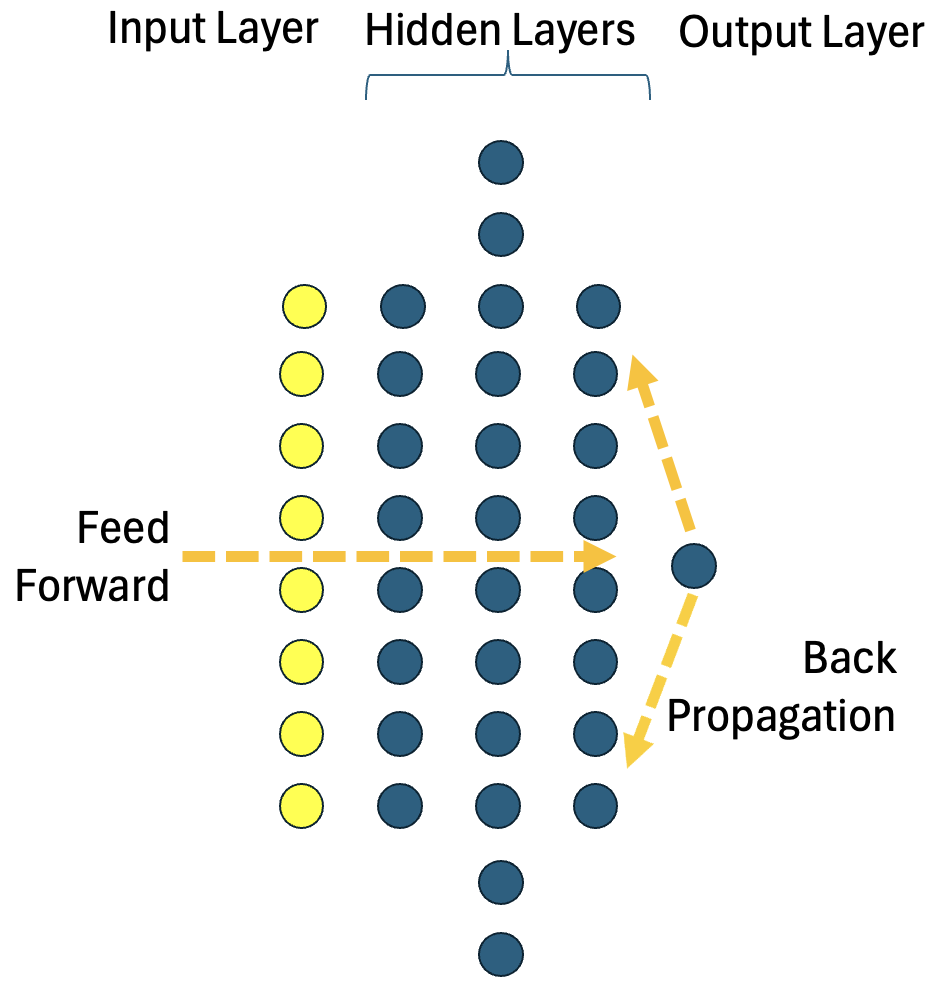 Input Layer
Hidden Layers
Output Layer
Feed
Forward
Back
Propagation